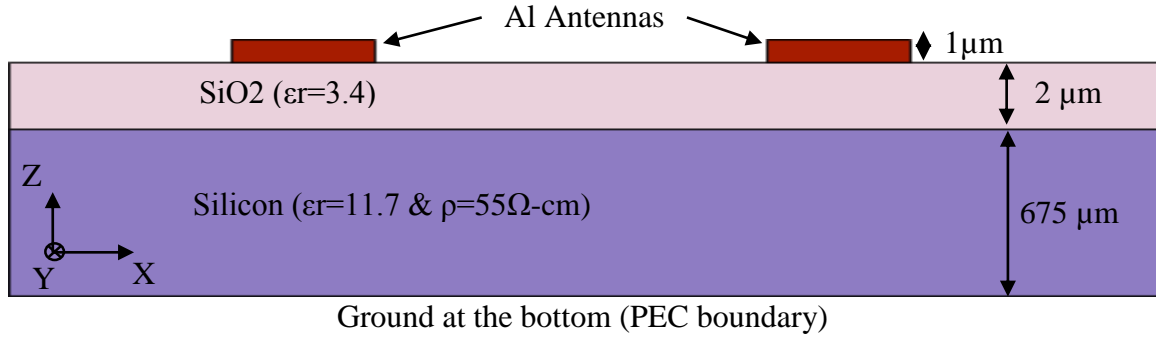 Al Antennas
1µm
SiO2 (εr=3.4)
2 µm
Silicon (εr=11.7 & ρ=55Ω-cm)
675 µm
Z
Y
X
Ground at the bottom (PEC boundary)